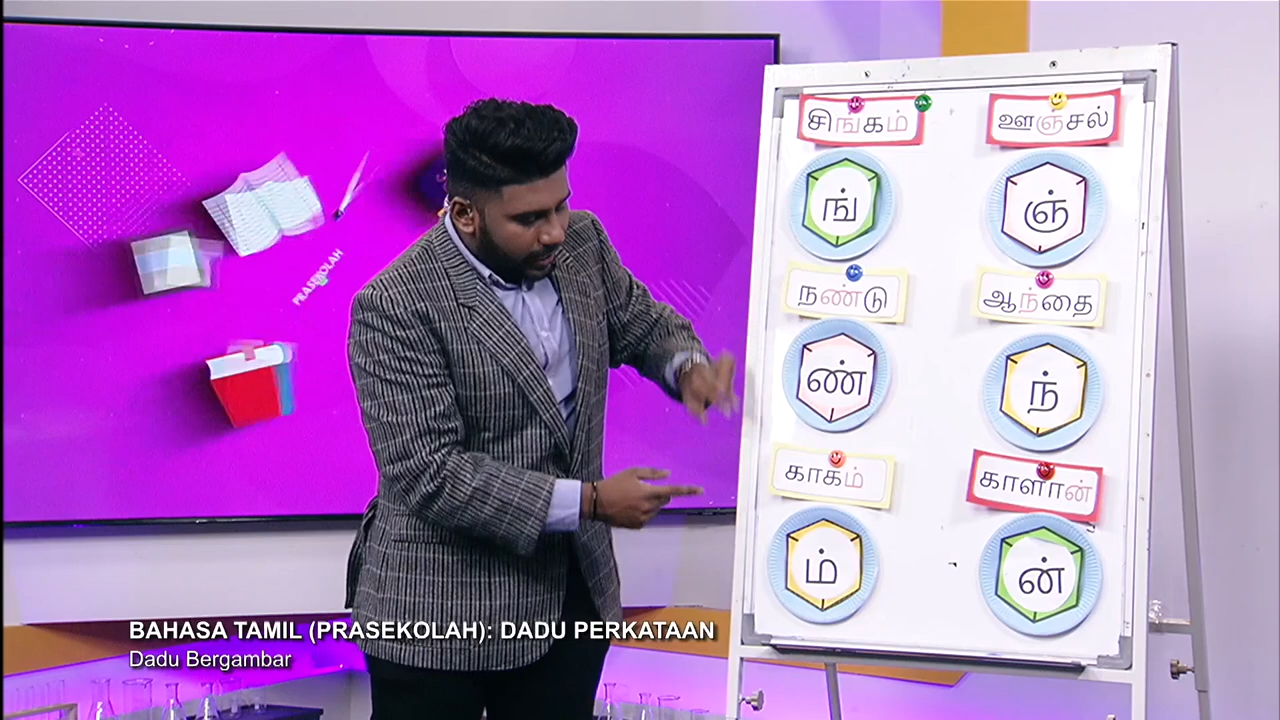 PRASEKOLAH
சிங்கம்
ஊஞ்சல்
ங்
ஞ்
நண்டு
ஆந்தை
ண்
ந்
காகம்
காளான்
ம்
ன்
BAHASA TAMIL (PRASEKOLAH): DADU PERKATAAN
Dadu Bergambar